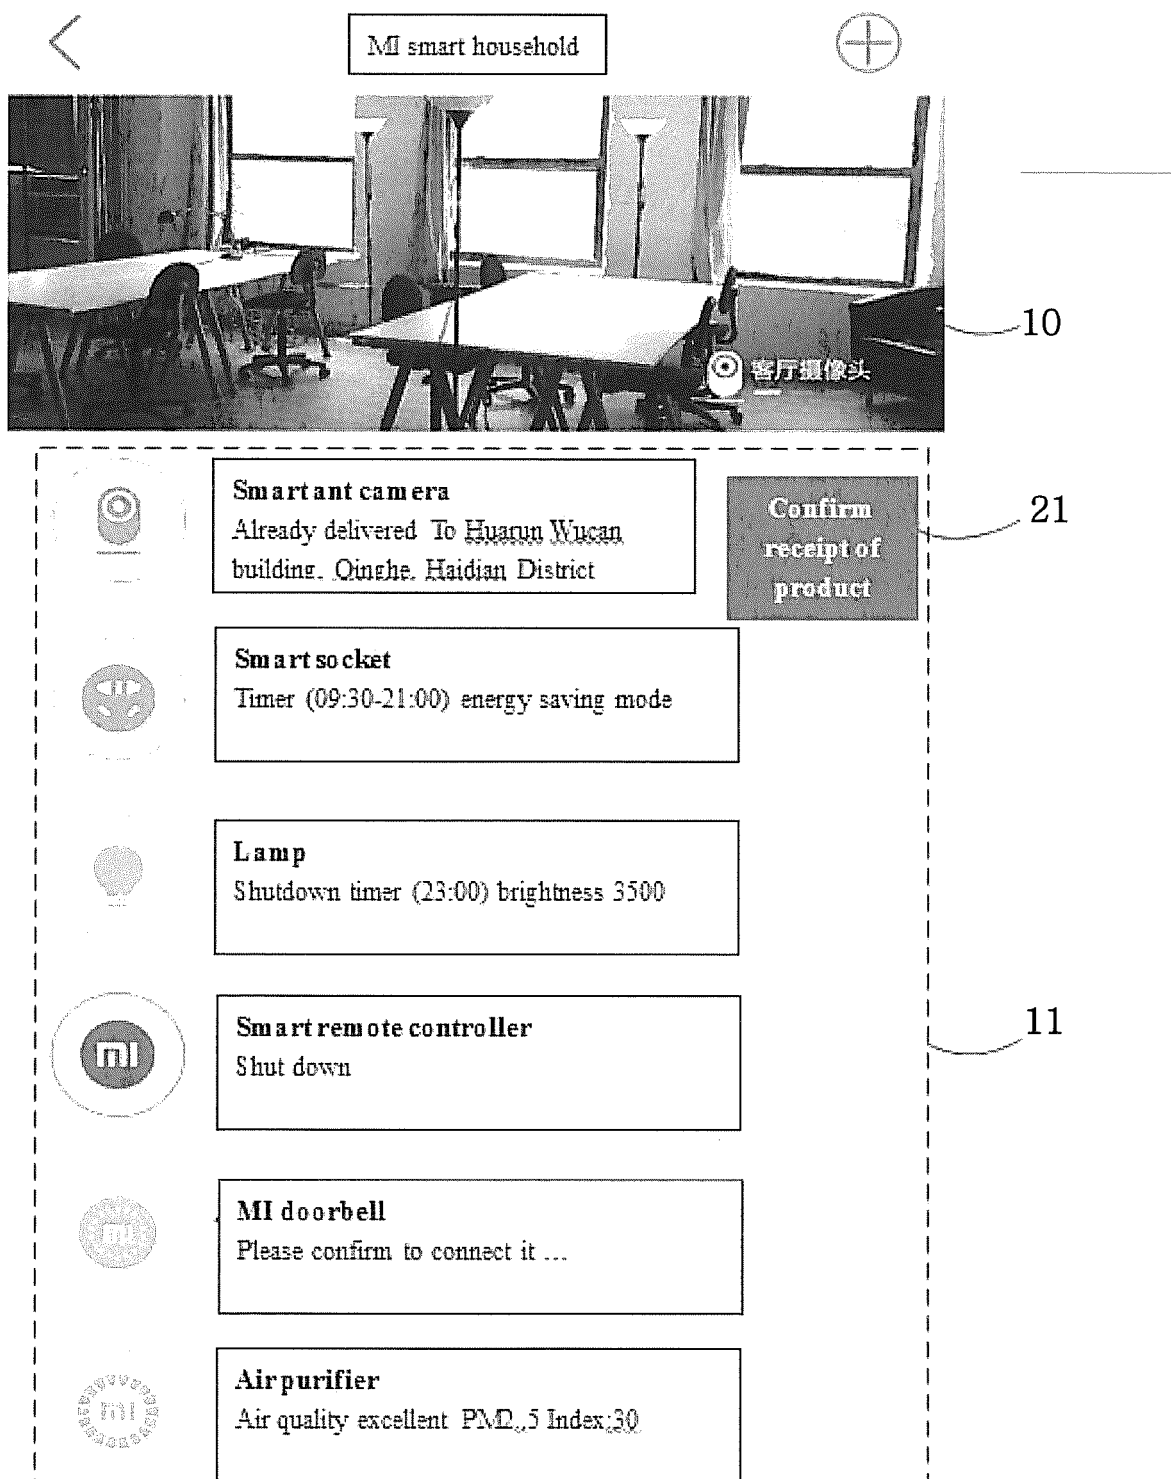 MI smart household
10
客厅摄像头
Smart ant camera
Already delivered To Huarun Wucan
building, Qinghe, Haidian District
Confirm
receipt of
product
21
Smart socket
Timer (09:30-21:00) energy saving mode
Lamp
Shutdown timer (23:00) brightness 3500
mi
Smart remote controller
Shut down
11
mi
MI doorbell
Please confirm to connect it ...
mi
Air purifier
Air quality excellent PM2.5 Index:30